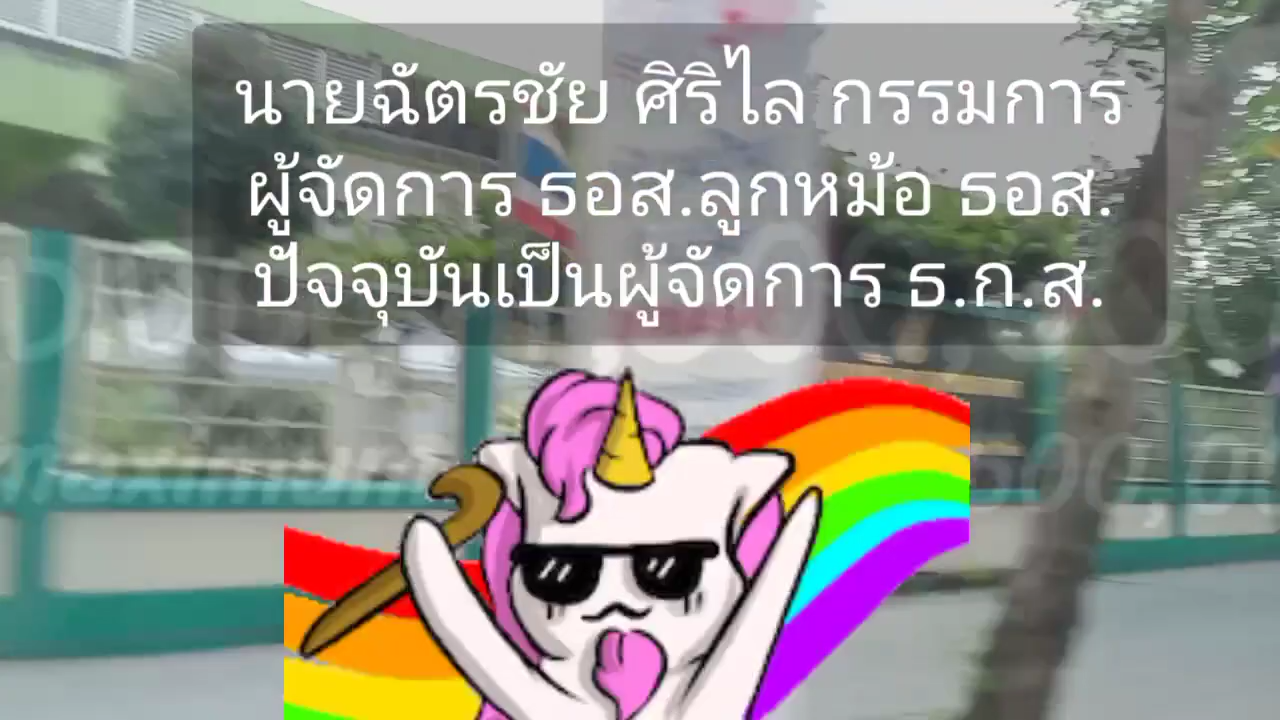 นายฉัตรชัย ศิริไล กรรมการ
ผู้จัดการ ธอส.ลูกหม้อ ธอส.
ปัจจุบันเป็นผู้จัดการ ธ.ก.ส.